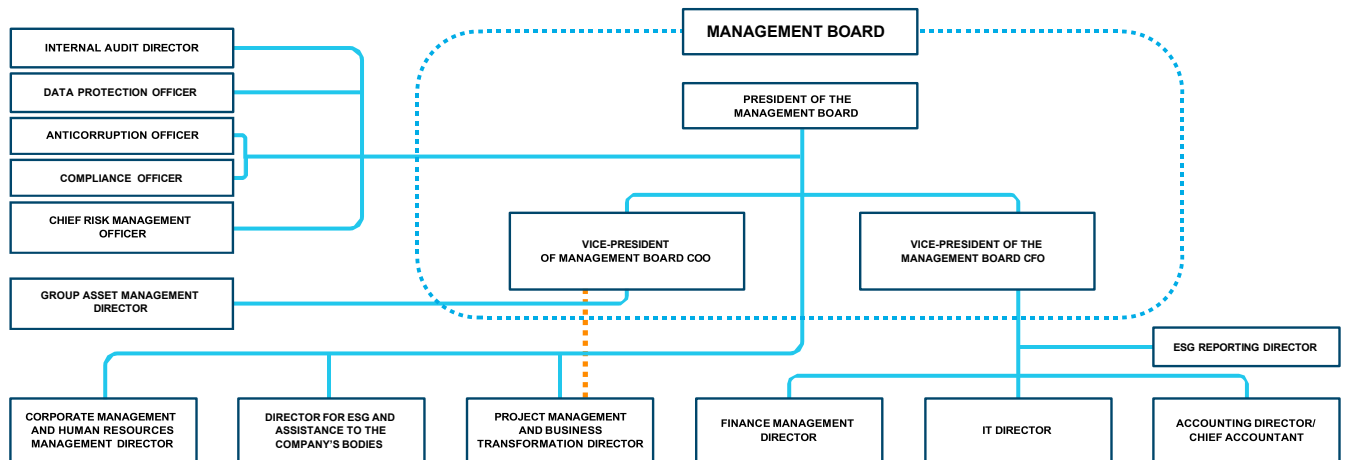 MANAGEMENT BOARD
INTERNAL AUDIT DIRECTOR
DATA PROTECTION OFFICER
PRESIDENT OF THE
MANAGEMENT BOARD
ANTICORRUPTION OFFICER
COMPLIANCE OFFICER
CHIEF RISK MANAGEMENT
OFFICER
VICE-PRESIDENT
OF MANAGEMENT BOARD COO
VICE-PRESIDENT OF THE
MANAGEMENT BOARD CFO
GROUP ASSET MANAGEMENT
DIRECTOR
ESG REPORTING DIRECTOR
CORPORATE MANAGEMENT
AND HUMAN RESOURCES
MANAGEMENT DIRECTOR
DIRECTOR FOR ESG AND
ASSISTANCE TO THE
COMPANY'S BODIES
PROJECT MANAGEMENT
AND BUSINESS
TRANSFORMATION DIRECTOR
FINANCE MANAGEMENT
DIRECTOR
IT DIRECTOR
ACCOUNTING DIRECTOR/
CHIEF ACCOUNTANT